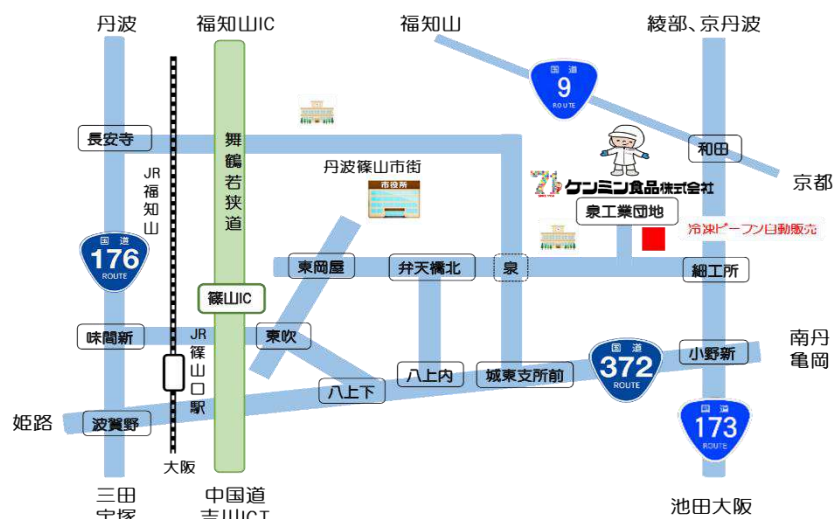 丹波
福知山IC
福知山
綾部、京丹波
国道
9
ROUTE
長安寺
舞鶴若狭道
和田
JR福知山
丹波篠山市街
市役所
ケンミン食品株式会社
京都
泉工業団地
冷凍ビーフン自動販売
国道
176
ROUTE
東岡屋
弁天橋北
泉
細工所
篠山IC
味間新
JR篠山口駅
東吹
国道
372
ROUTE
小野新
南丹
亀岡
八上下
八上内
城東支所前
姫路
波賀野
国道
173
ROUTE
大阪
三田
宝塚
中国道
吉川JCT
池田大阪